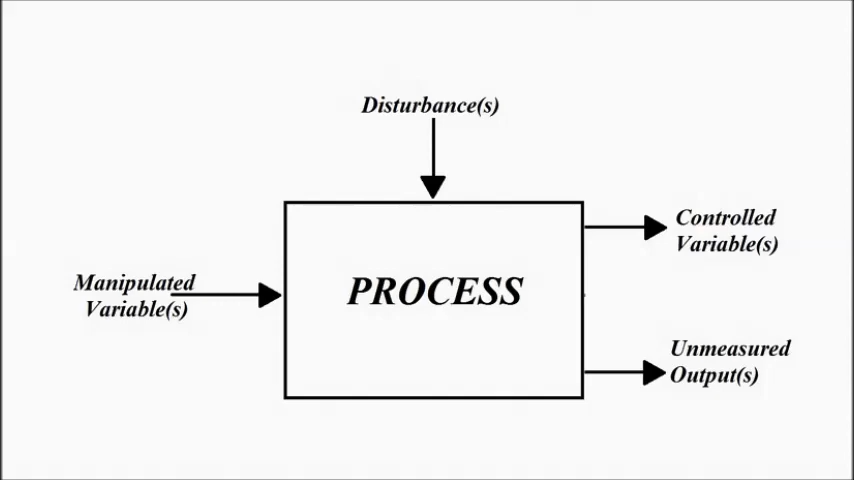 Disturbance(s)
Controlled
Variable(s)
Manipulated
Variable(s)
PROCESS
Unmeasured
Output(s)